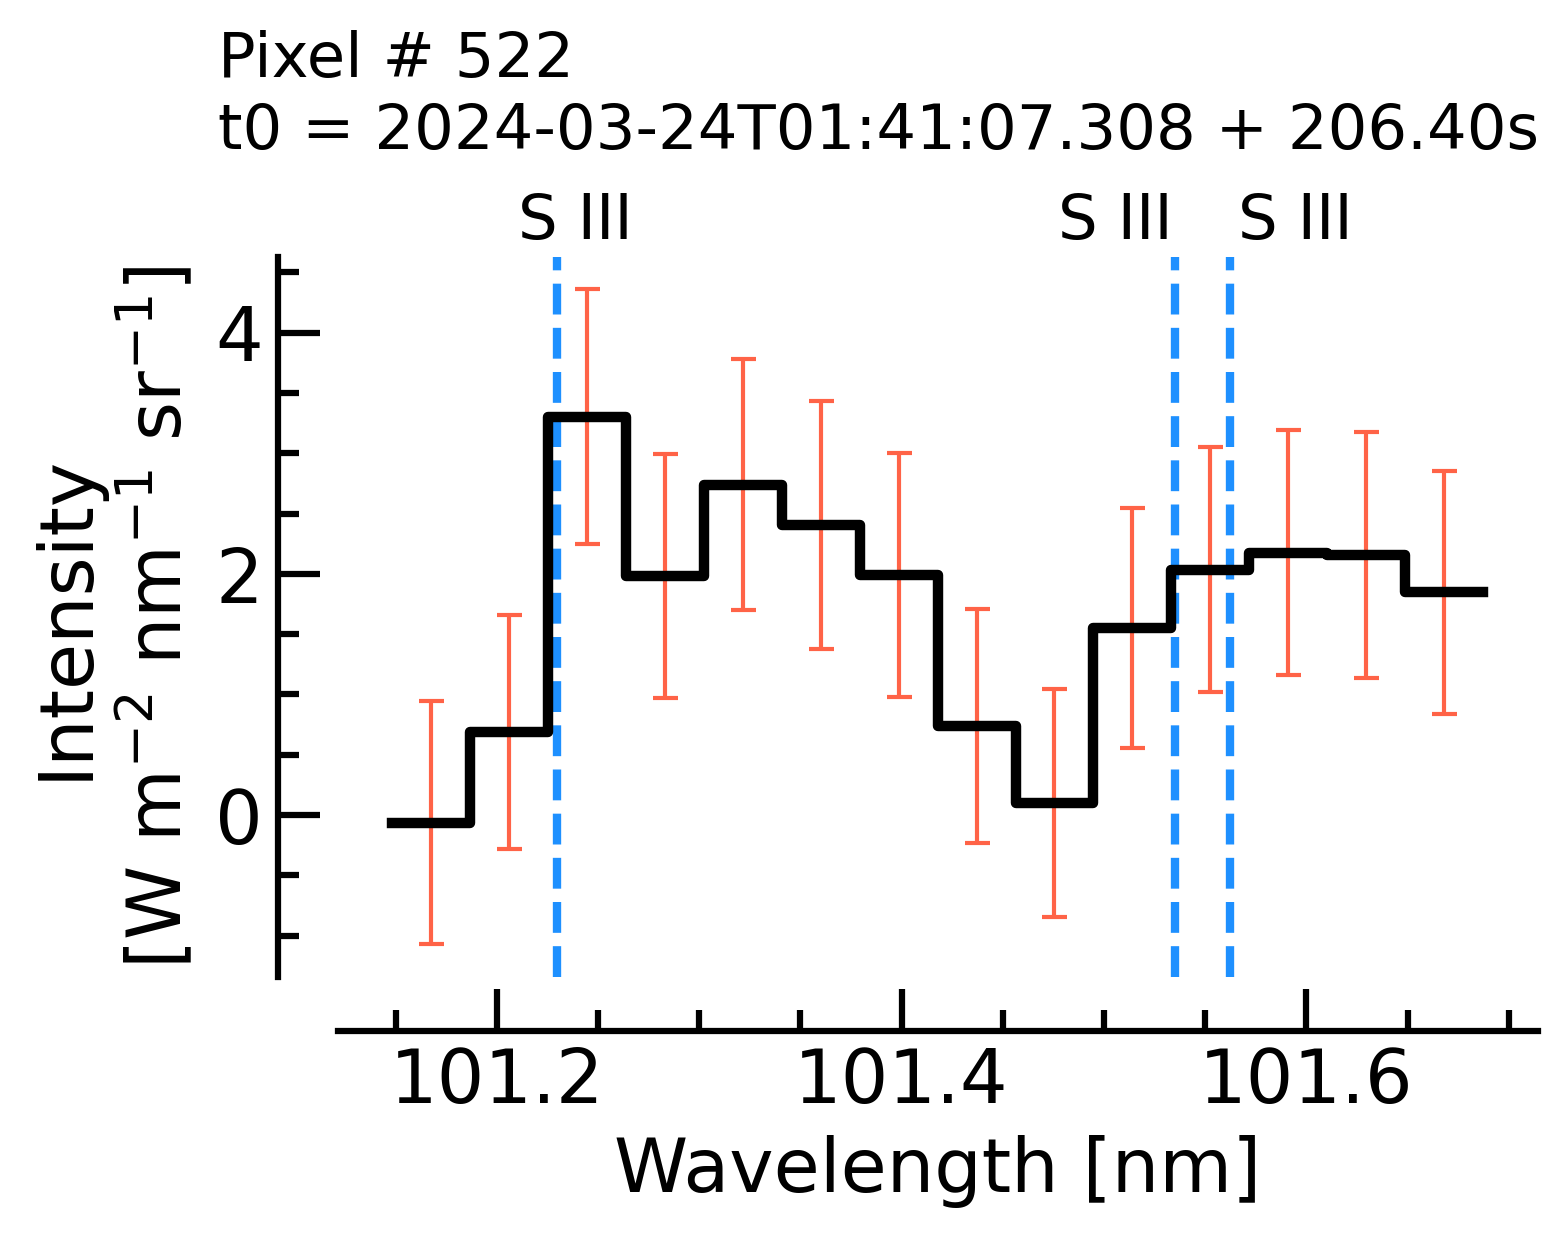 Pixel # 522
t0 = 2024-03-24T01:41:07.308 + 206.40s
S III S III S III
Intensity
[W m⁻² nm⁻¹ sr⁻¹]
4
2
0
101.2 101.4 101.6
Wavelength [nm]